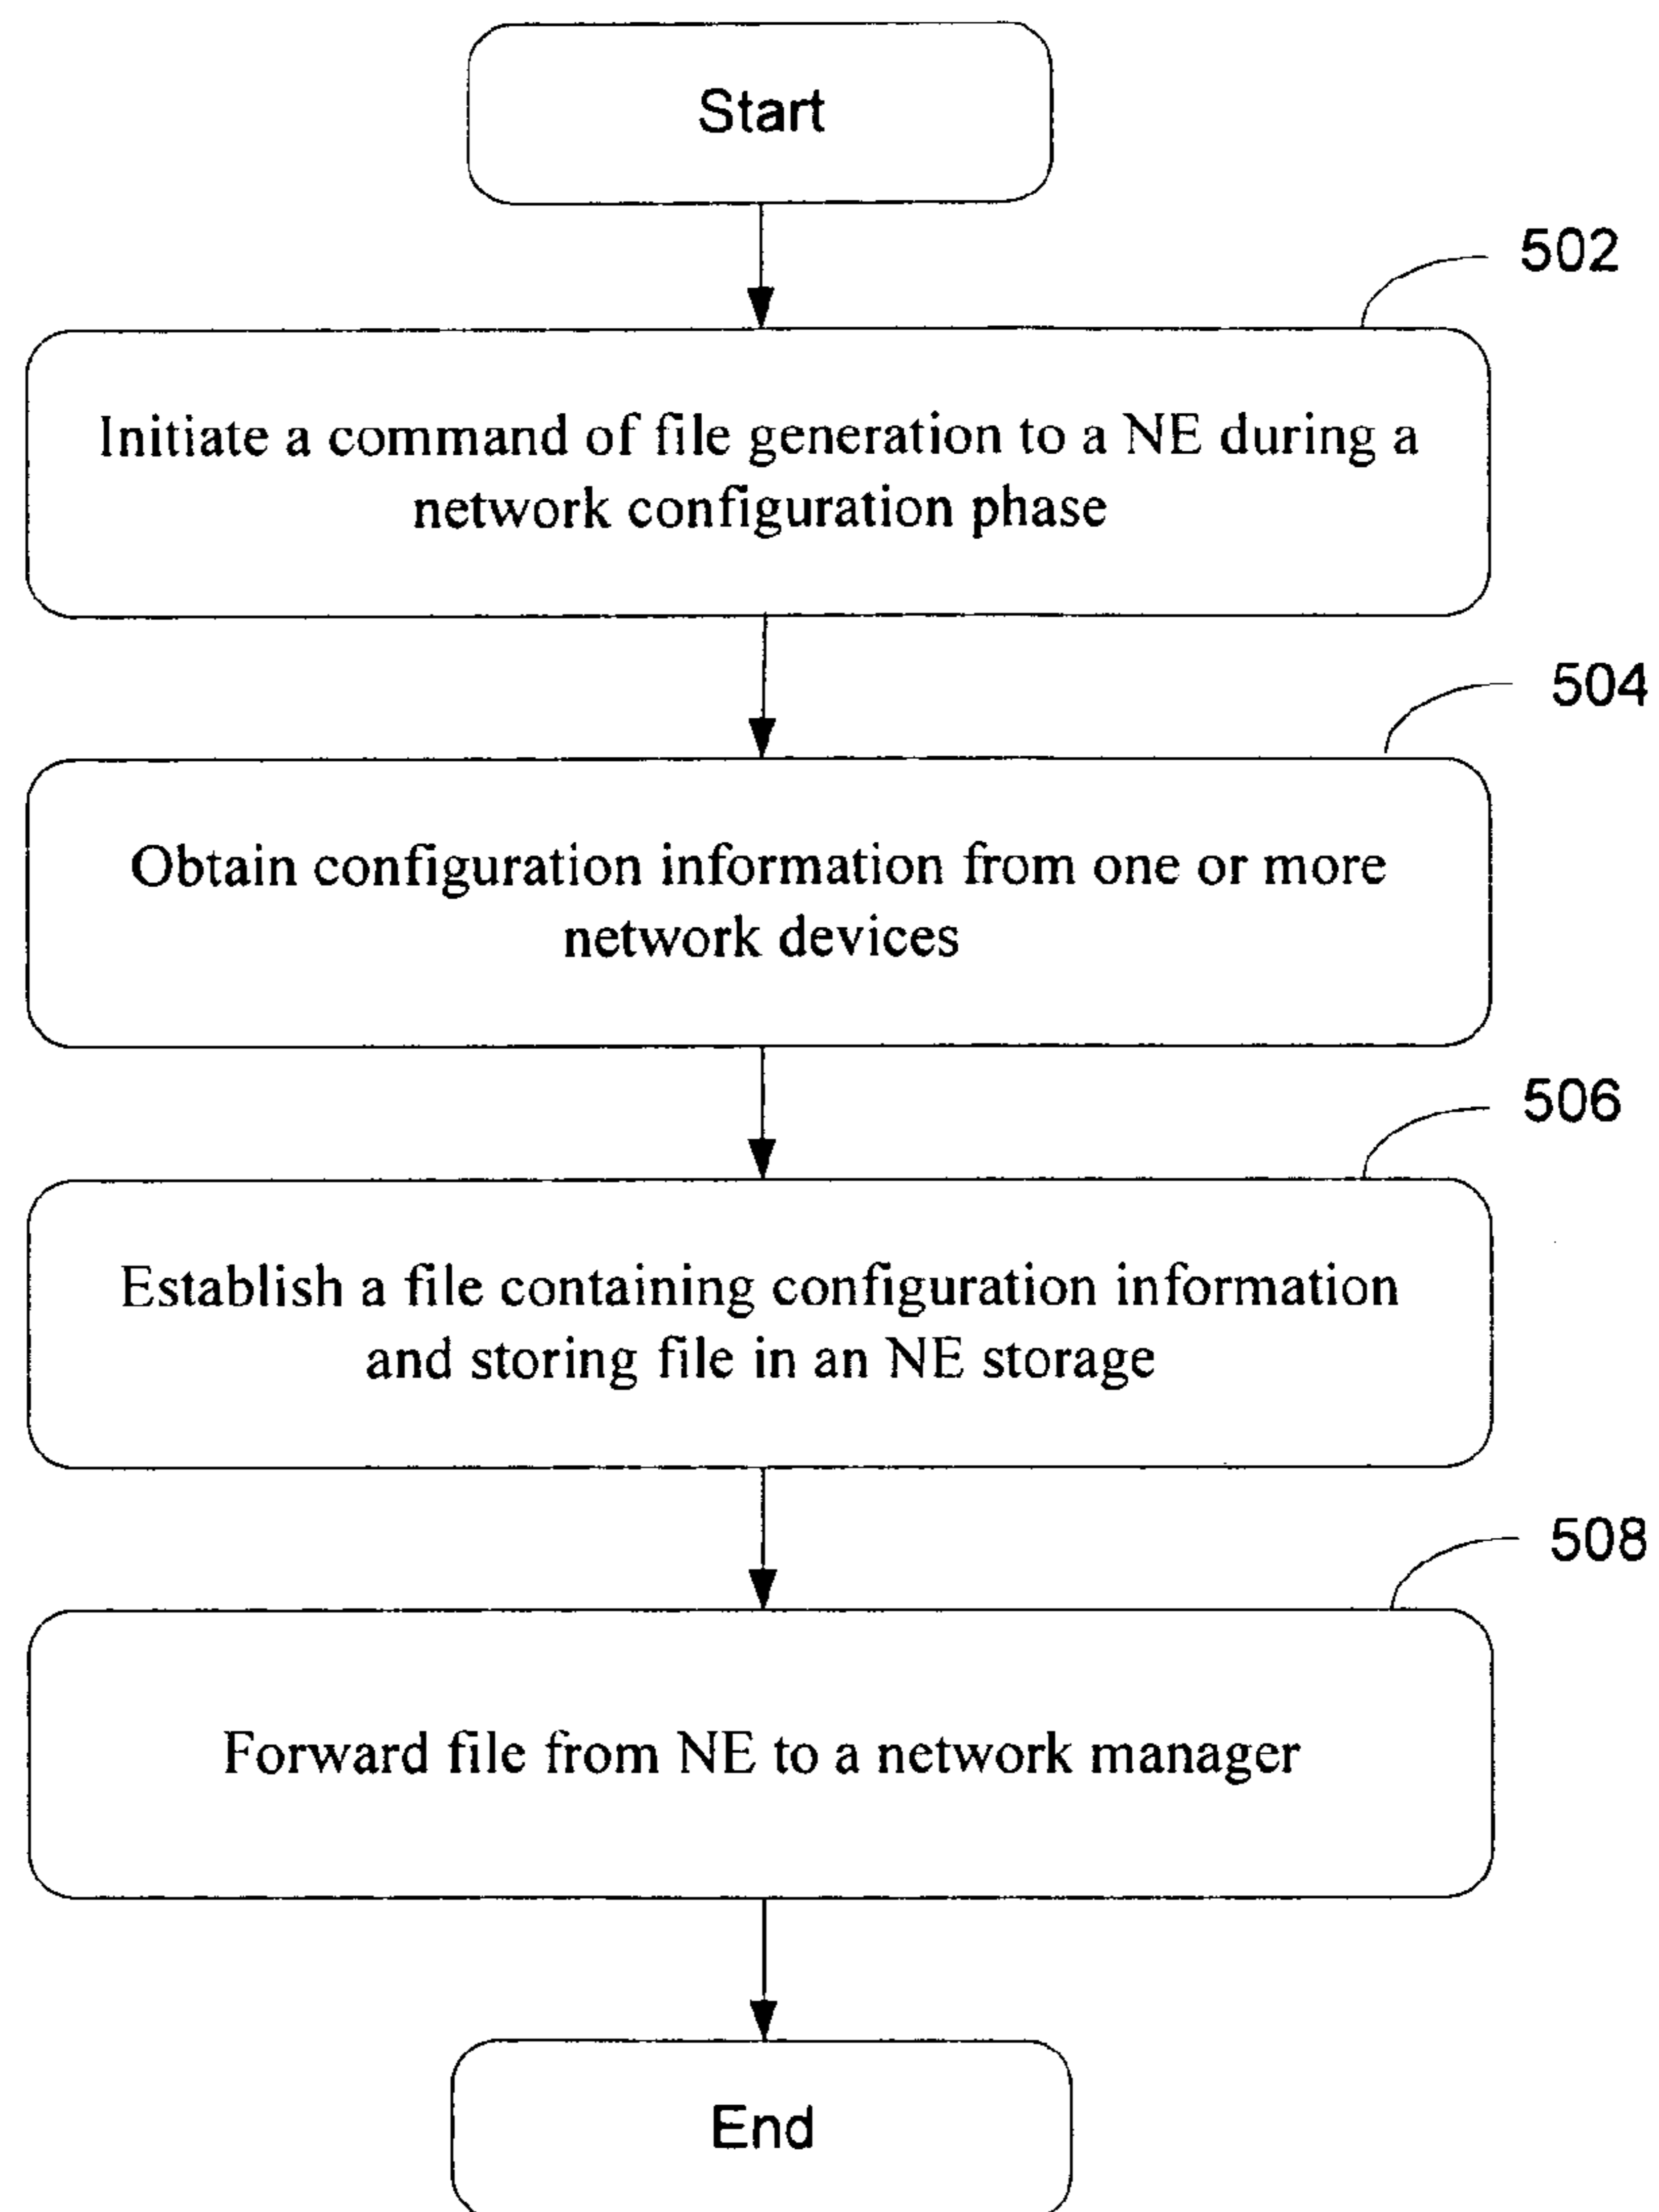 Start
502
Initiate a command of file generation to a NE during a
network configuration phase
504
Obtain configuration information from one or more
network devices
506
Establish a file containing configuration information
and storing file in an NE storage
508
Forward file from NE to a network manager
End